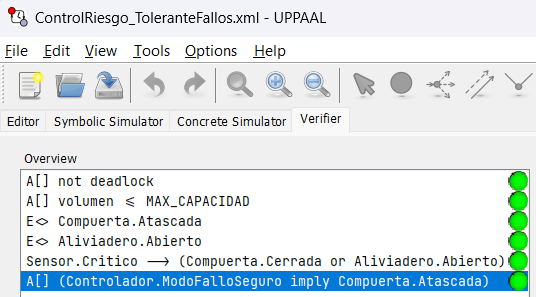 ControlRiesgo_ToleranteFallos.xml - UPPAAL
File Edit View Tools Options Help
Editor Symbolic Simulator Concrete Simulator Verifier
Overview
A[] not deadlock
A[] volumen ⩽ MAX_CAPACIDAD
E<> Compuerta.Atascada
E<> Aliviadero.Abierto
Sensor.Critico ⟶ (Compuerta.Cerrada or Aliviadero.Abierto)
A[] (Controlador.ModoFalloSeguro imply Compuerta.Atascada)